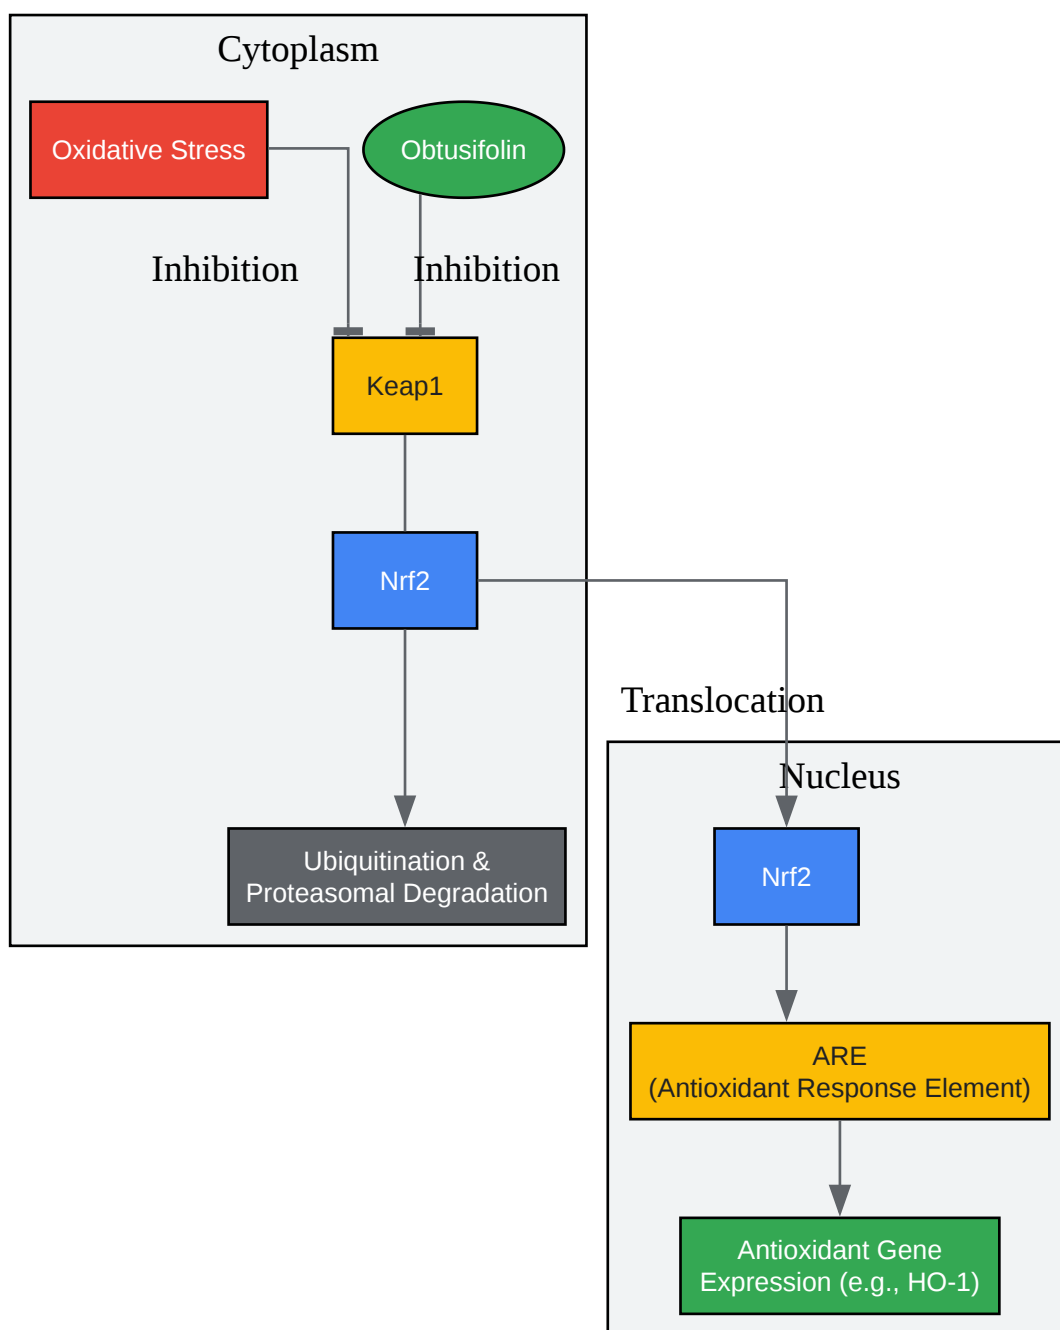 Cytoplasm
Oxidative Stress
Obtusifolin
Inhibition
Inhibition
Keap1
Nrf2
Translocation
Nucleus
Ubiquitination &
Proteasomal Degradation
Nrf2
ARE
(Antioxidant Response Element)
Antioxidant Gene
Expression (e.g., HO-1)